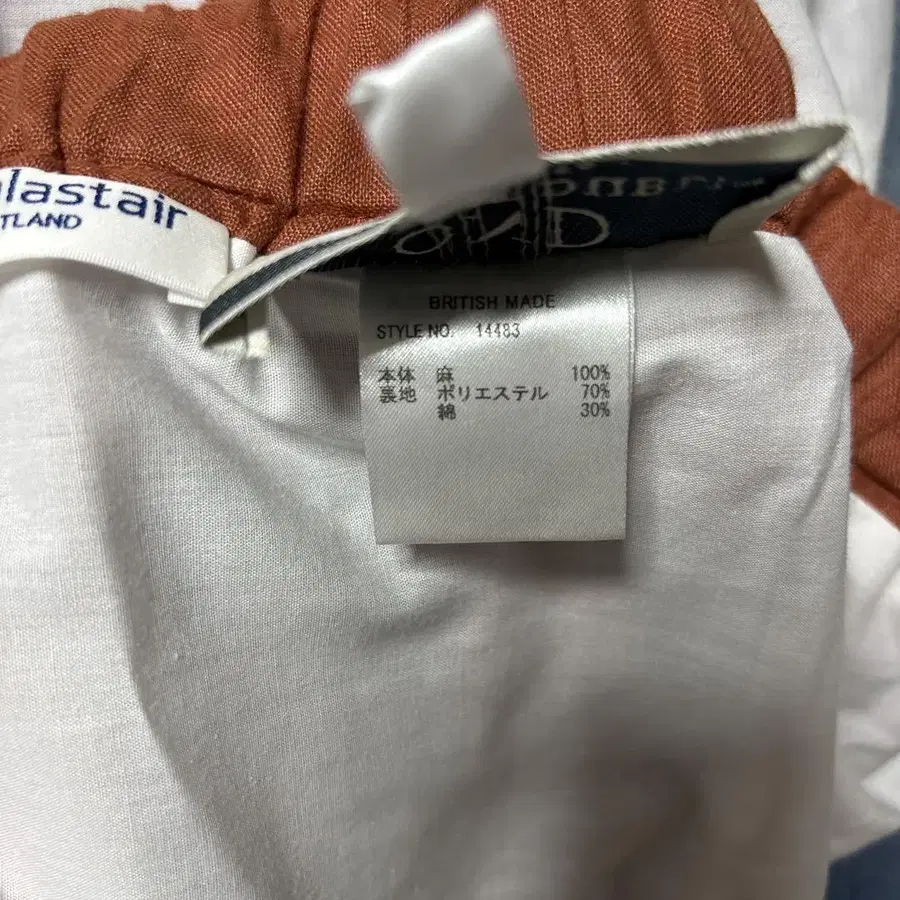 lastair
TLAND
BRITISH MADE
STYLE NO. 14483
本体 麻 100%
裏地 ポリエステル 70%
綿 30%